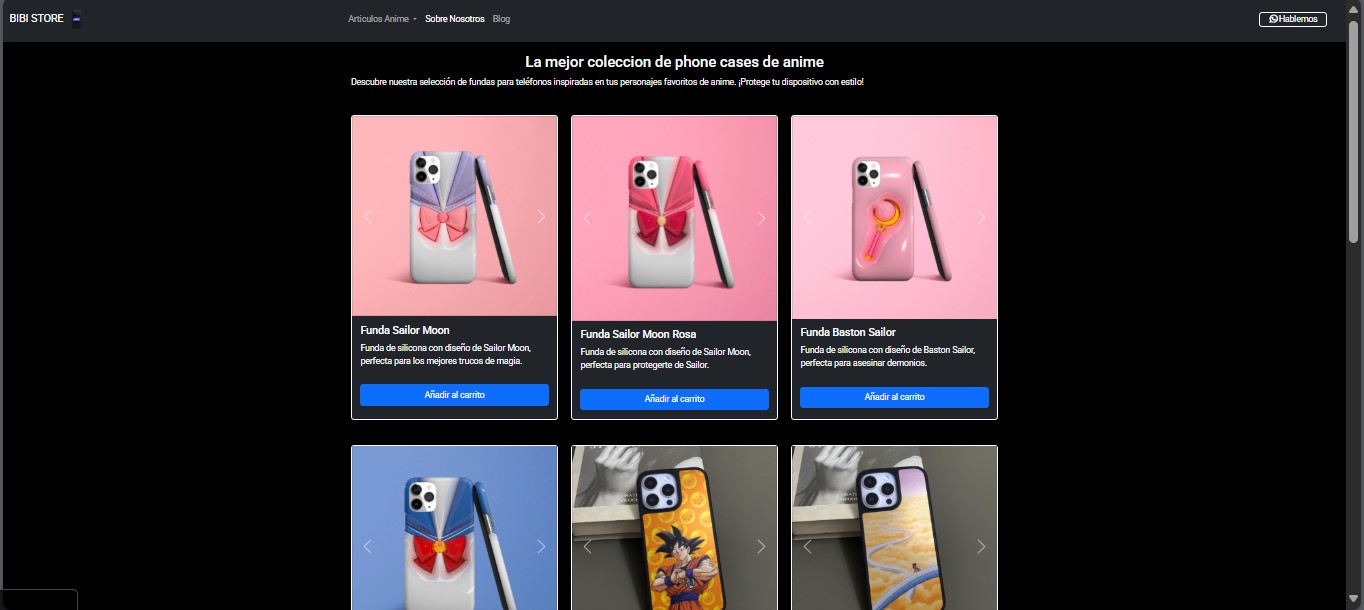 BIBI STORE
Articulos Anime
Sobre Nosotros
Blog
Hablemos
La mejor coleccion de phone cases de anime
Descubre nuestra selección de fundas para teléfonos inspiradas en tus personajes favoritos de anime. ¡Protege tu dispositivo con estilo!
Funda Sailor Moon
Funda de silicona con diseño de Sailor Moon,
perfecta para los mejores trucos de magia.
Añadir al carrito
Funda Sailor Moon Rosa
Funda de silicona con diseño de Sailor Moon,
perfecta para protegerte de Sailor.
Añadir al carrito
Funda Baston Sailor
Funda de silicona con diseño de Baston Sailor,
perfecta para asesinar demonios.
Añadir al carrito